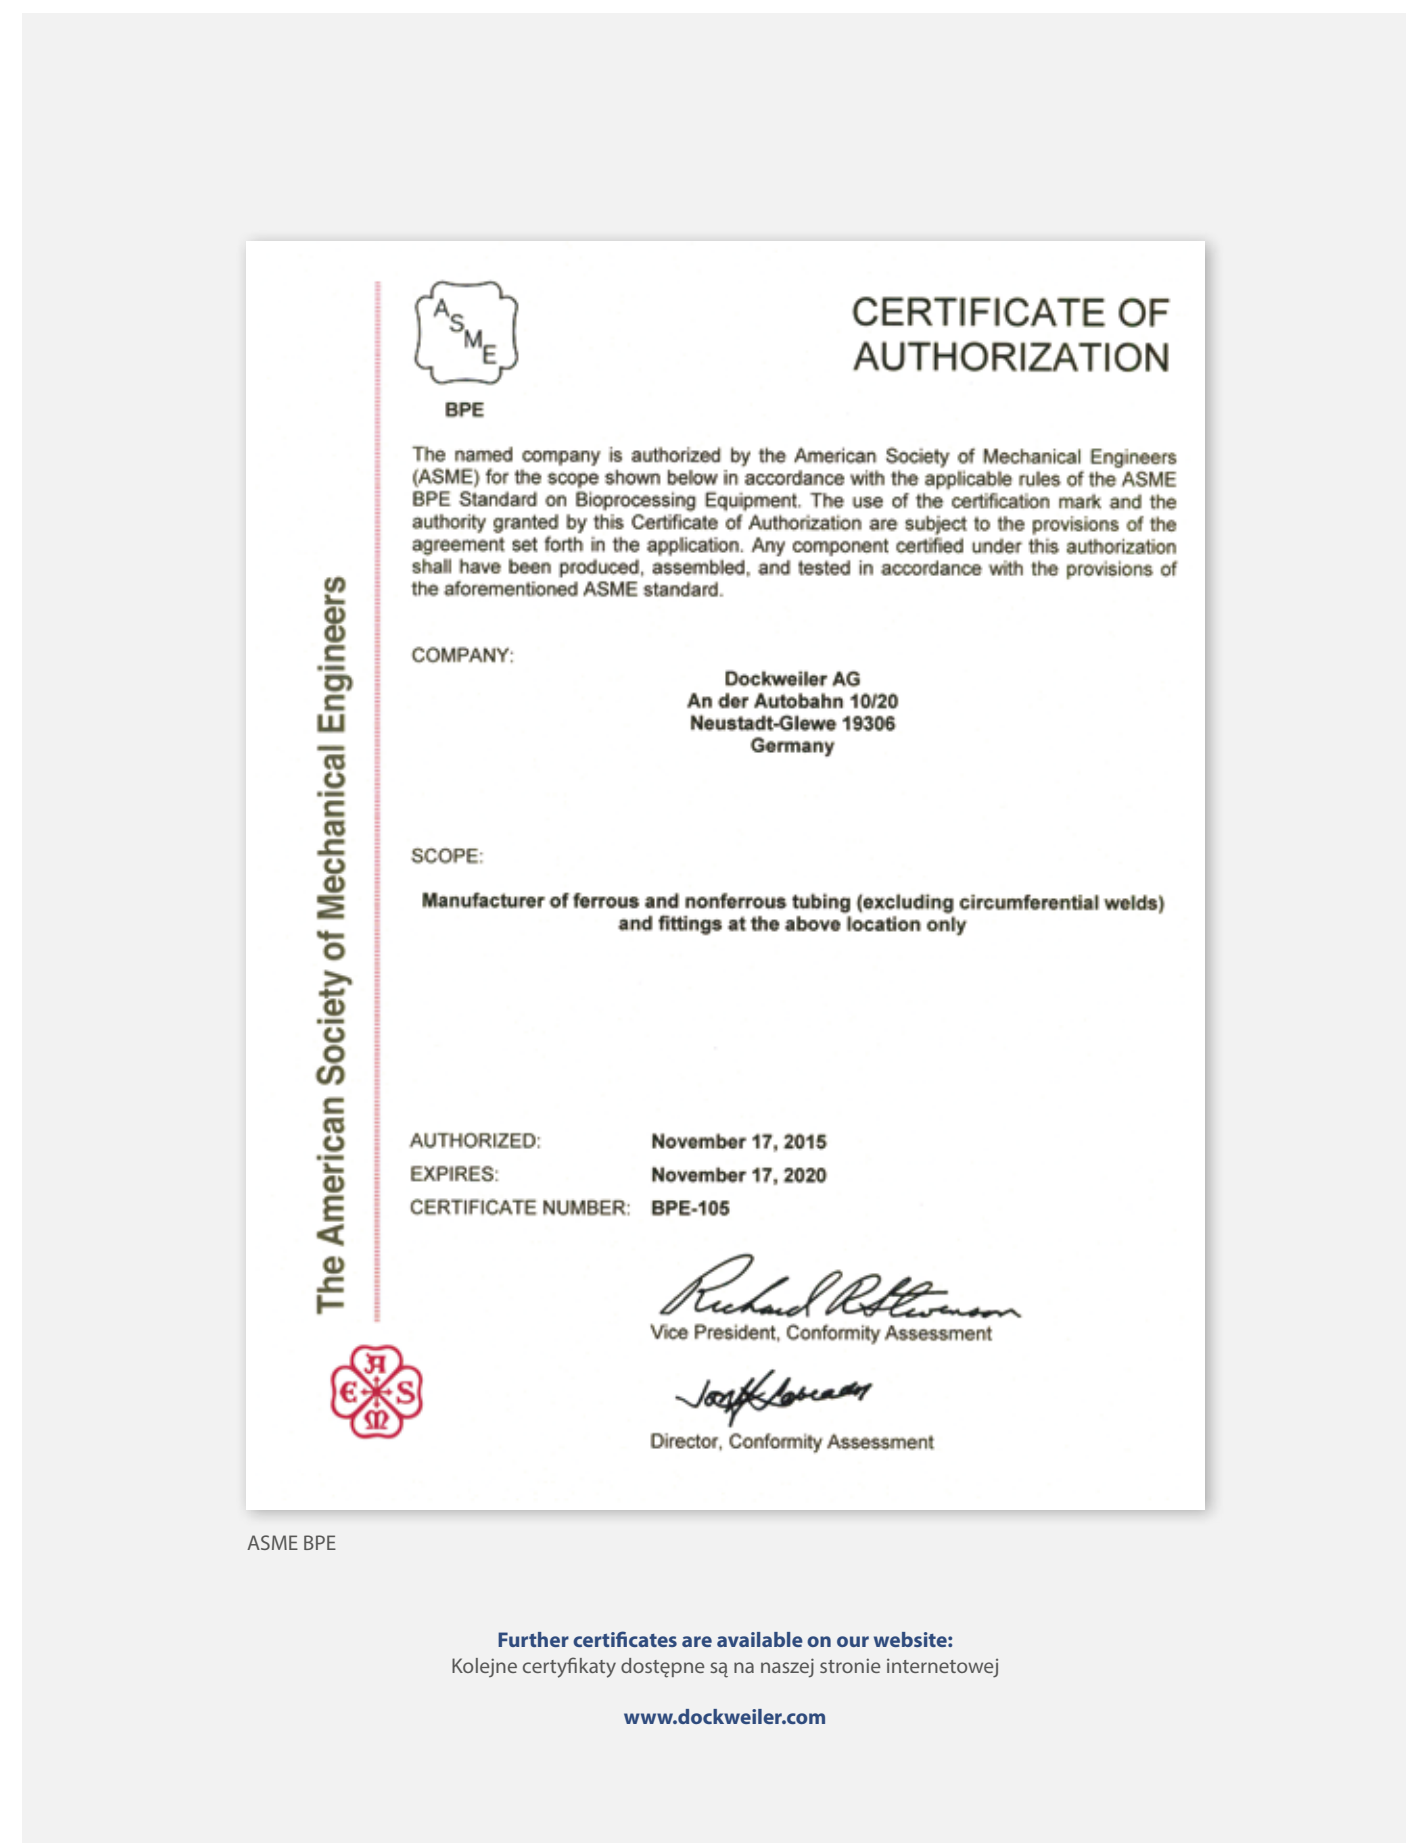 A
S
M
E
BPE
CERTIFICATE OF
AUTHORIZATION
The named company is authorized by the American Society of Mechanical Engineers
(ASME) for the scope shown below in accordance with the applicable rules of the ASME
BPE Standard on Bioprocessing Equipment. The use of the certification mark and the
authority granted by this Certificate of Authorization are subject to the provisions of the
agreement set forth in the application. Any component certified under this authorization
shall have been produced, assembled, and tested in accordance with the provisions of
the aforementioned ASME standard.
COMPANY:
Dockweiler AG
An der Autobahn 10/20
Neustadt-Glewe 19306
Germany
SCOPE:
Manufacturer of ferrous and nonferrous tubing (excluding circumferential welds)
and fittings at the above location only
AUTHORIZED: November 17, 2015
EXPIRES: November 17, 2020
CERTIFICATE NUMBER: BPE-105
Richard R Stevenson
Vice President, Conformity Assessment
Director, Conformity Assessment
The American Society of Mechanical Engineers
A
E S
M
ASME BPE
Further certificates are available on our website:
Kolejne certyfikaty dostępne są na naszej stronie internetowej
www.dockweiler.com